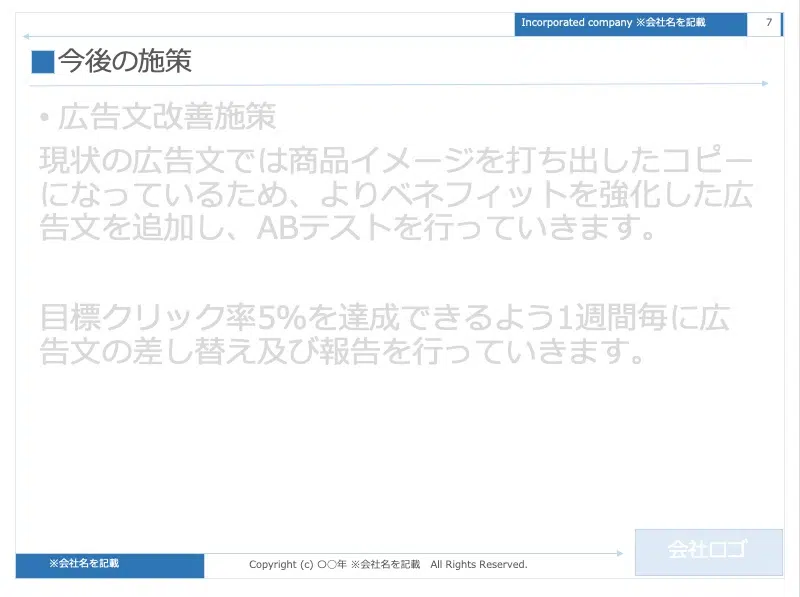 Incorporated company ※会社名を記載
7
今後の施策
• 広告文改善施策
現状の広告文では商品イメージを打ち出したコピー
になっているため、よりベネフィットを強化した広
告文を追加し、ABテストを行っていきます。
目標クリック率5%を達成できるよう1週間毎に広
告文の差し替え及び報告を行っていきます。
会社ロゴ
※会社名を記載
Copyright (c) 〇〇年 ※会社名を記載　All Rights Reserved.